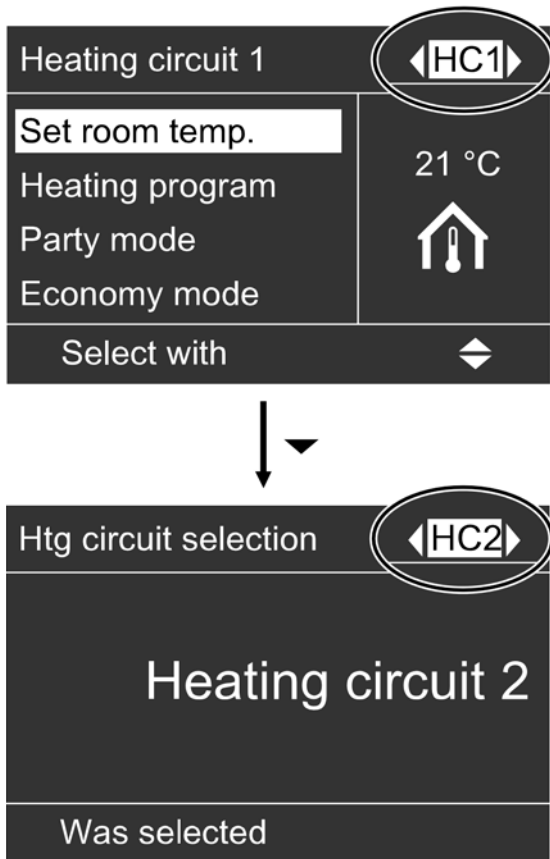 Heating circuit 1 HC1
Set room temp.
Heating program
Party mode
Economy mode
21 °C
Select with
Htg circuit selection HC2
Heating circuit 2
Was selected